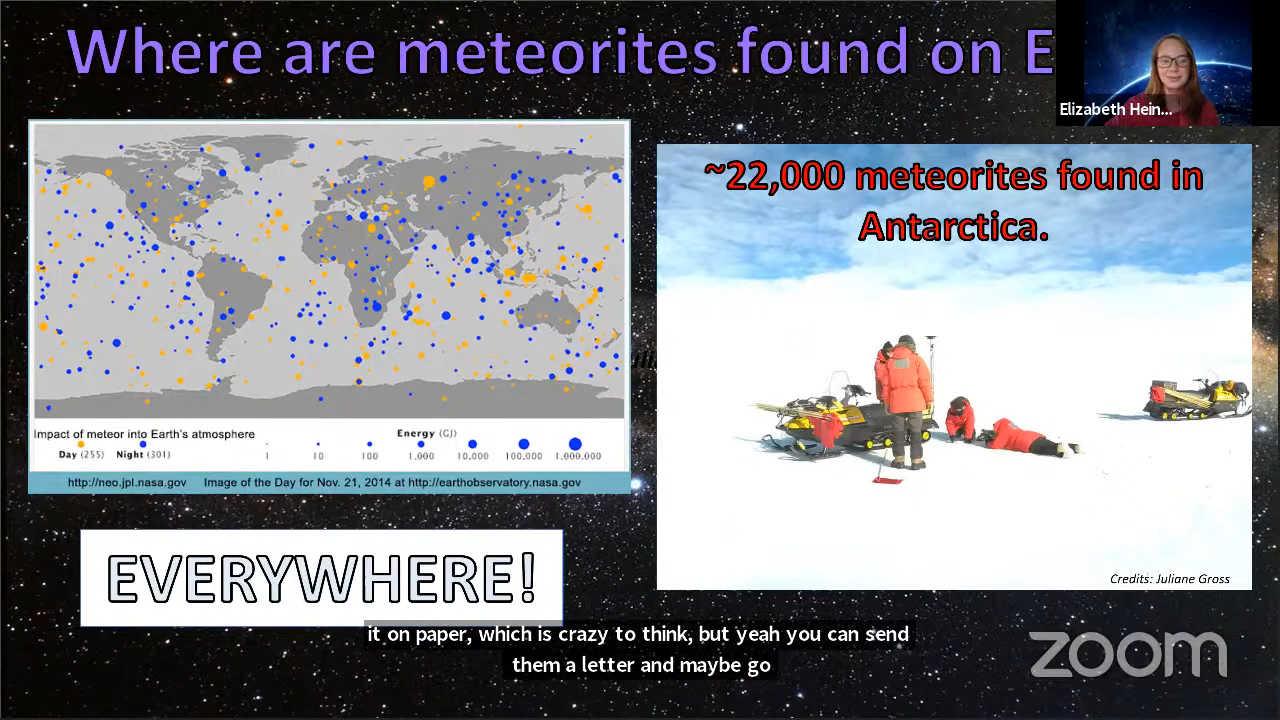 Where are meteorites found on E
Elizabeth Hein...
~22,000 meteorites found in
Antarctica.
Impact of meteor into Earth's atmosphere
Energy (GJ)
Day (255) Night (301)
1 10 100 1,000 10,000 100,000 1,000,000
http://neo.jpl.nasa.gov Image of the Day for Nov. 21, 2014 at http://earthobservatory.nasa.gov
EVERYWHERE!
Credits: Juliane Gross
it on paper, which is crazy to think, but yeah you can send
them a letter and maybe go
zoom